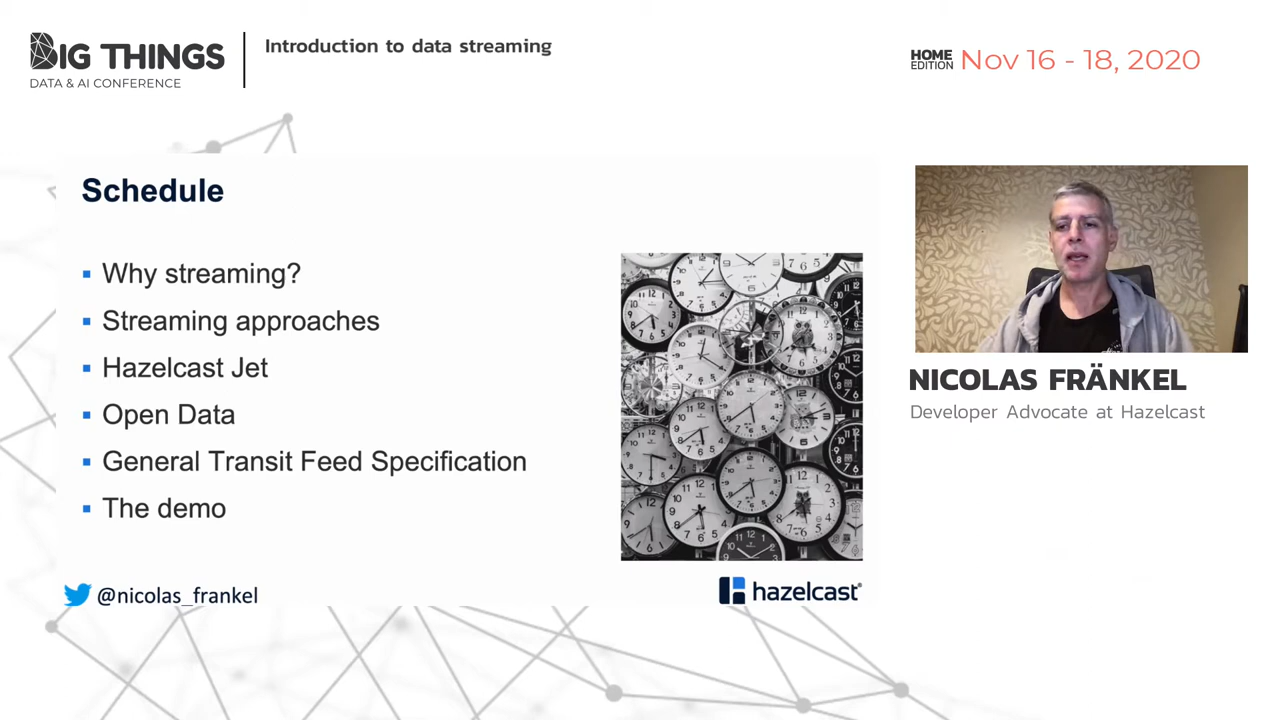 BIG THINGS
DATA & AI CONFERENCE
Introduction to data streaming
HOME
EDITION
Nov 16 - 18, 2020
Schedule
Why streaming?
Streaming approaches
Hazelcast Jet
Open Data
General Transit Feed Specification
The demo
@nicolas_frankel
hazelcast
NICOLAS FRÄNKEL
Developer Advocate at Hazelcast